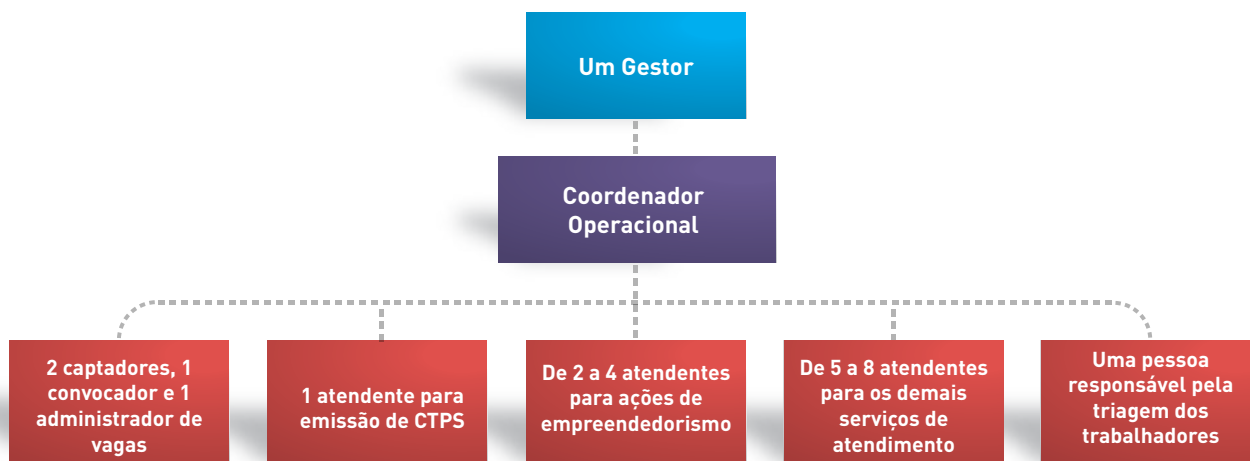 Um Gestor
Coordenador
Operacional
2 captadores, 1
convocador e 1
administrador de
vagas
1 atendente para
emissão de CTPS
De 2 a 4 atendentes
para ações de
empreendedorismo
De 5 a 8 atendentes
para os demais
serviços de
atendimento
Uma pessoa
responsável pela
triagem dos
trabalhadores